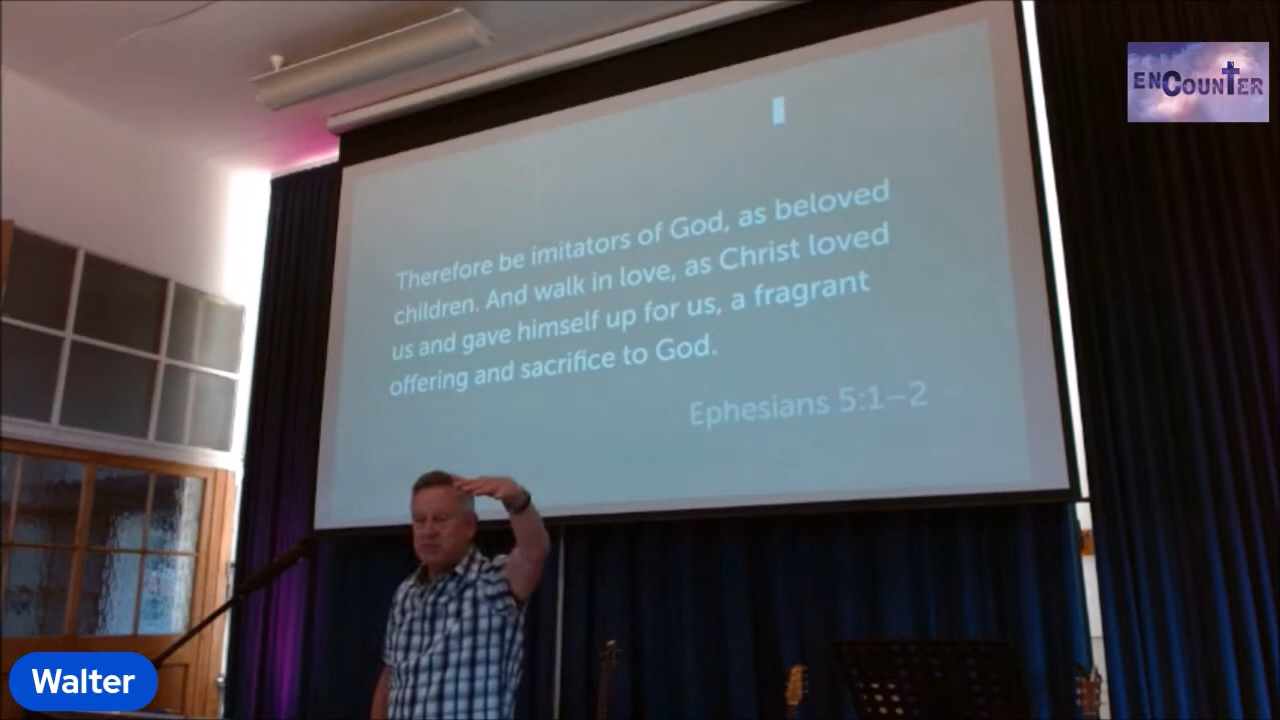 ENCOUNTER
Therefore be imitators of God, as beloved
children. And walk in love, as Christ loved
us and gave himself up for us, a fragrant
offering and sacrifice to God.
Ephesians 5:1–2
Walter